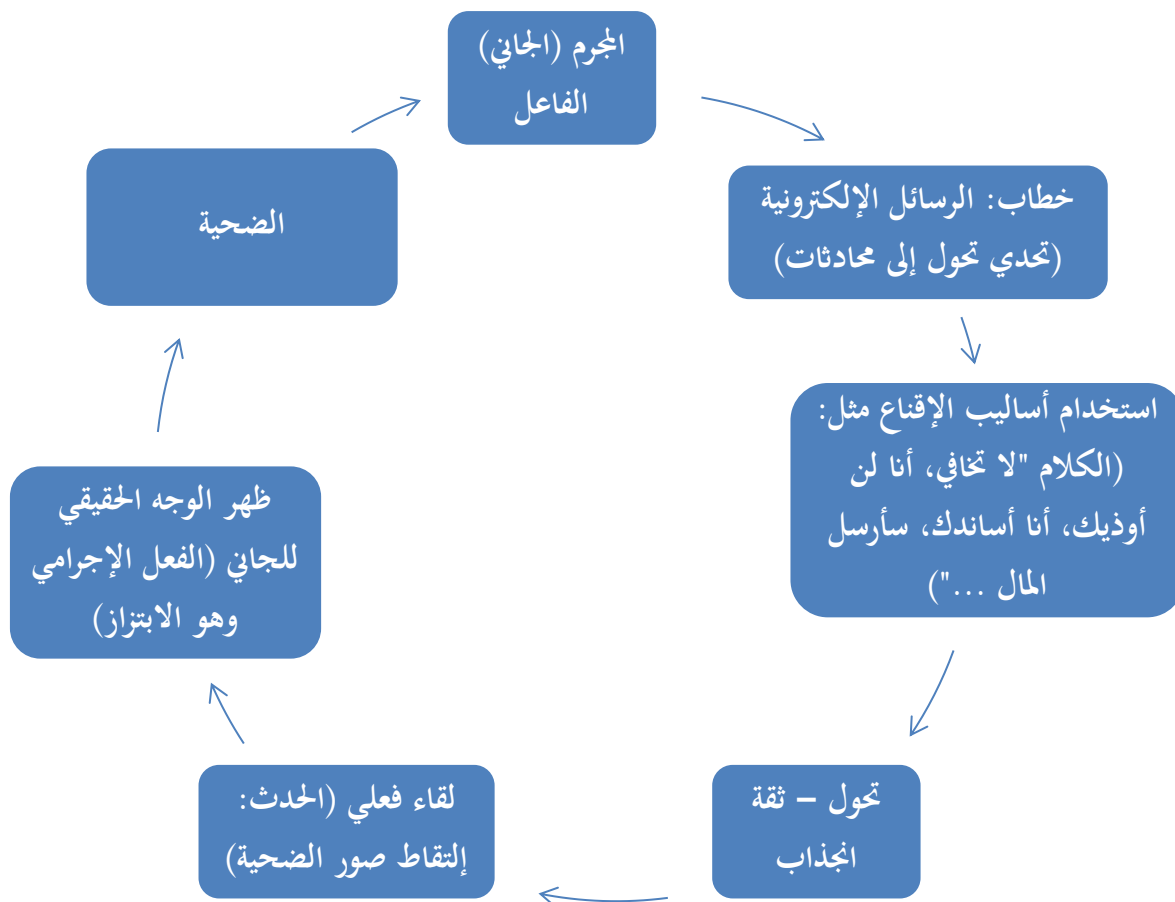 المجرم (الجاني)
الفاعل
خطاب: الرسائل الإلكترونية
(تحدي تحول إلى محادثات)
استخدام أساليب الإقناع مثل:
(الكلام "لا تخافي، أنا لن
أوذيك، أنا أساندك، سأرسل
المال ...")
تحول – ثقة
انجذاب
لقاء فعلي (الحدث:
إلتقاط صور الضحية)
ظهر الوجه الحقيقي
للجاني (الفعل الإجرامي
وهو الابتزاز)
الضحية